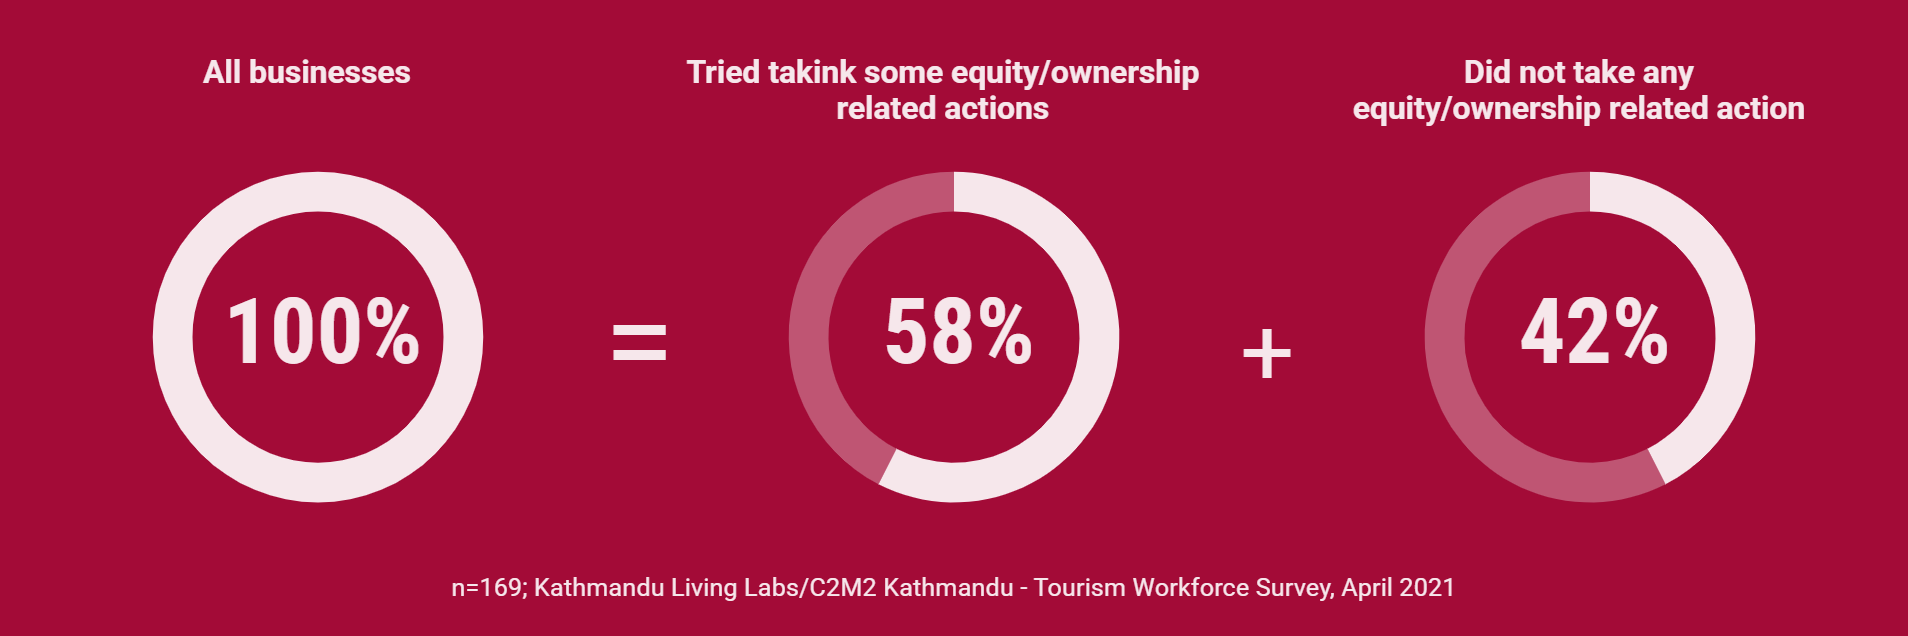 All businesses
Tried takink some equity/ownership
related actions
Did not take any
equity/ownership related action
100%
=
58%
+
42%
n=169; Kathmandu Living Labs/C2M2 Kathmandu - Tourism Workforce Survey, April 2021